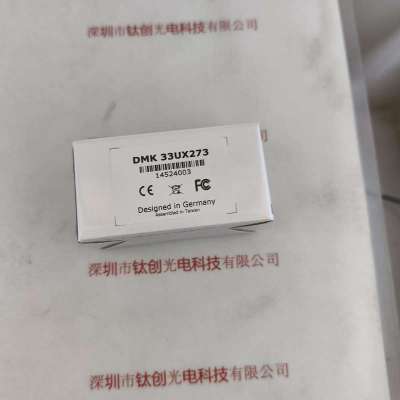 深圳市钛创光电科技有限公司
DMK 33UX273
14524003
CE FC
Designed in Germany
Assembled in Taiwan
深圳市钛创光电科技有限公司
深圳市钛创光电科技有限公司